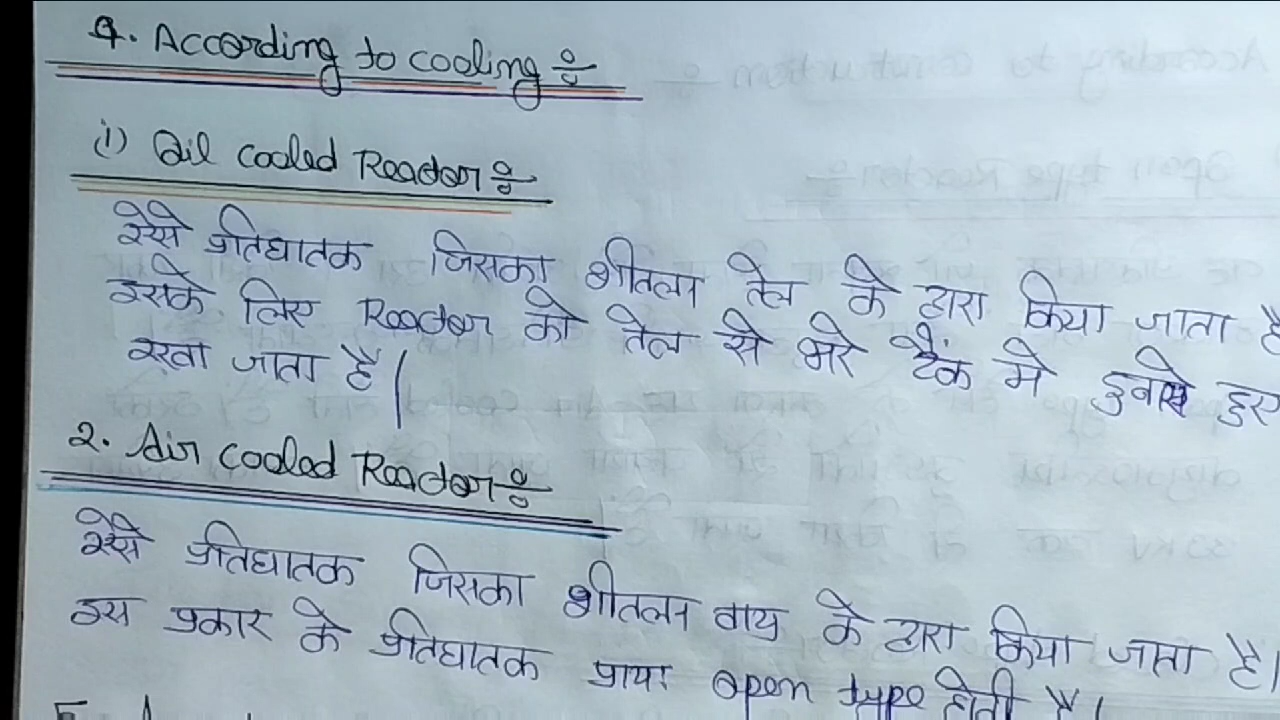 4. According to cooling :-
(i) Oil cooled Reactor :-
ऐसे प्रतिघातक जिसका शीतलन तेल के द्वारा किया जाता है
इसके लिए Reactor को तेल से भरे टैंक में डुबाते हुए
रखा जाता है।
2. Air cooled Reactor :-
ऐसे प्रतिघातक जिसका शीतलन वायु के द्वारा किया जाता है।
इस प्रकार के प्रतिघातक प्रायः open type होती है।